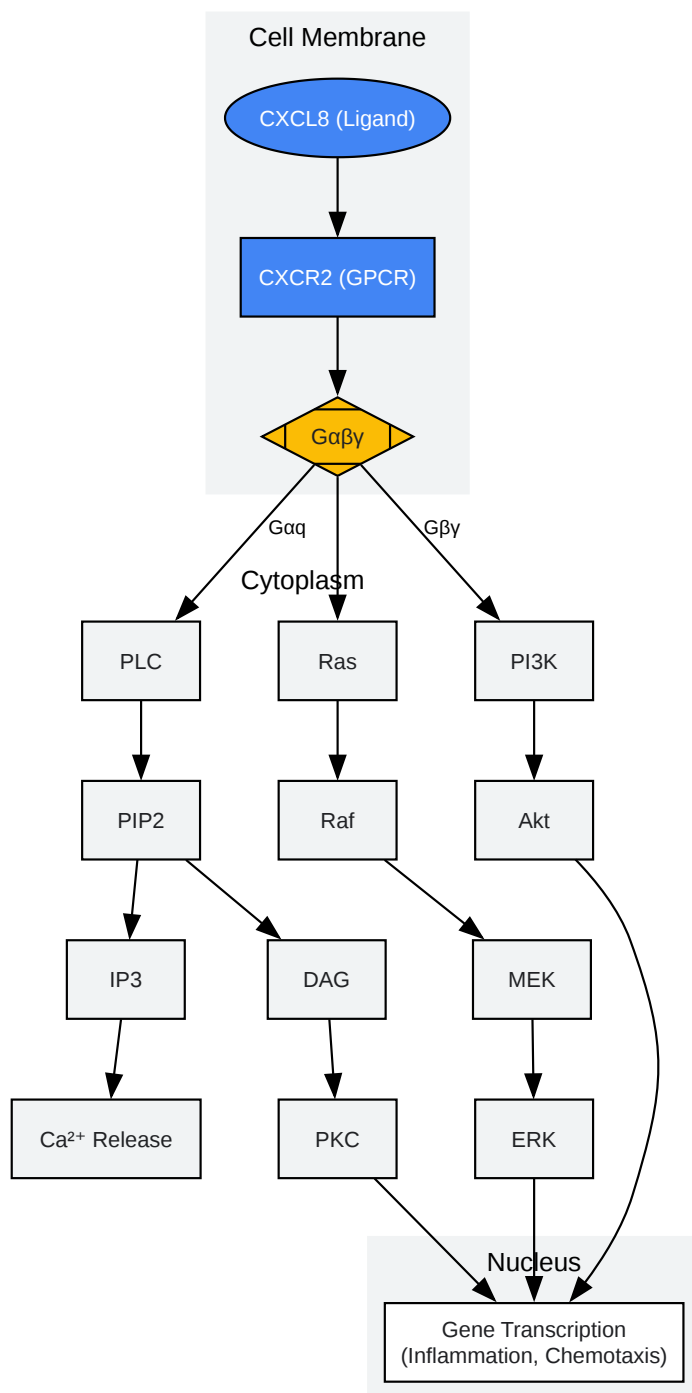 Cell Membrane
CXCL8 (Ligand)
CXCR2 (GPCR)
Gαβγ
Gαq
Gβγ
Cytoplasm
PLC
Ras
PI3K
PIP2
Raf
Akt
IP3
DAG
MEK
Ca²⁺ Release
PKC
ERK
Nucleus
Gene Transcription
(Inflammation, Chemotaxis)